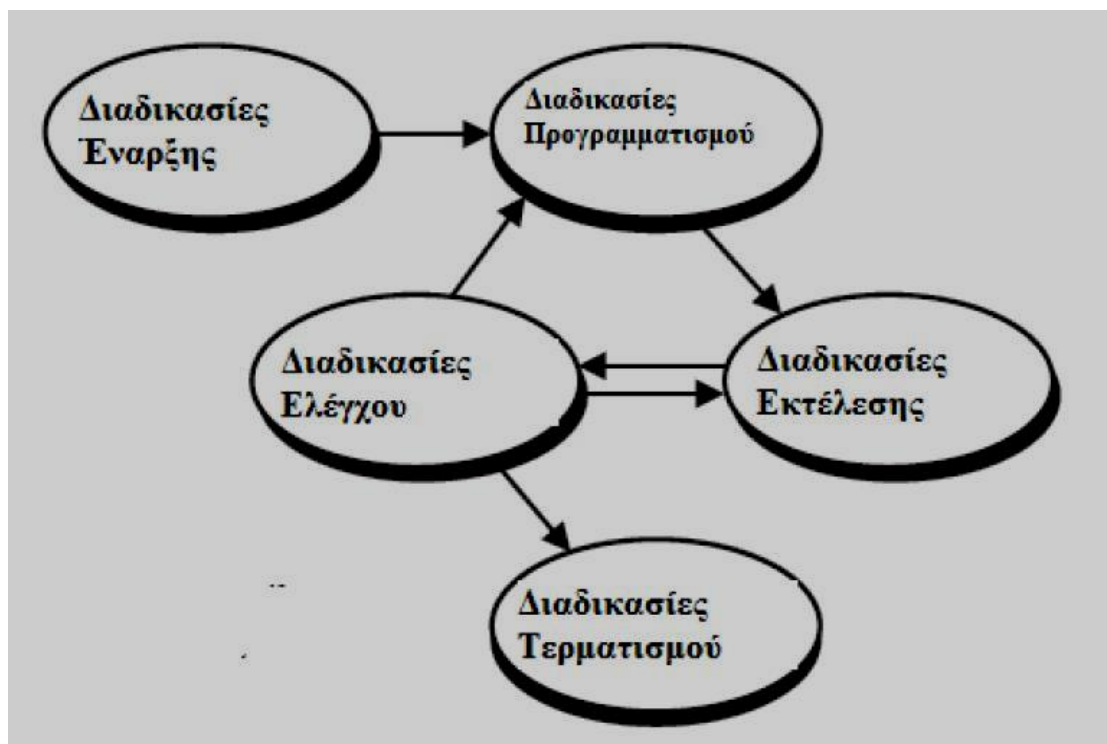 Διαδικασίες
Έναρξης
Διαδικασίες
Προγραμματισμού
Διαδικασίες
Ελέγχου
Διαδικασίες
Εκτέλεσης
Διαδικασίες
Τερματισμού